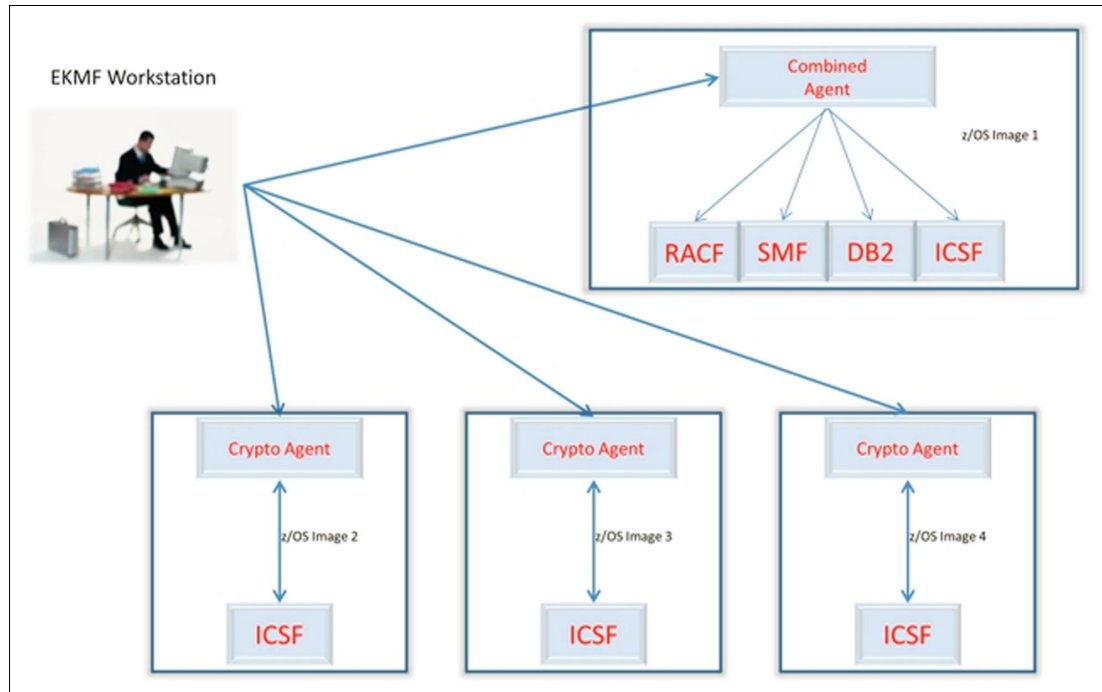 EKMF Workstation
Combined
Agent
z/OS Image 1
RACF
SMF
DB2
ICSF
Crypto Agent
z/OS Image 2
ICSF
Crypto Agent
z/OS Image 3
ICSF
Crypto Agent
z/OS Image 4
ICSF